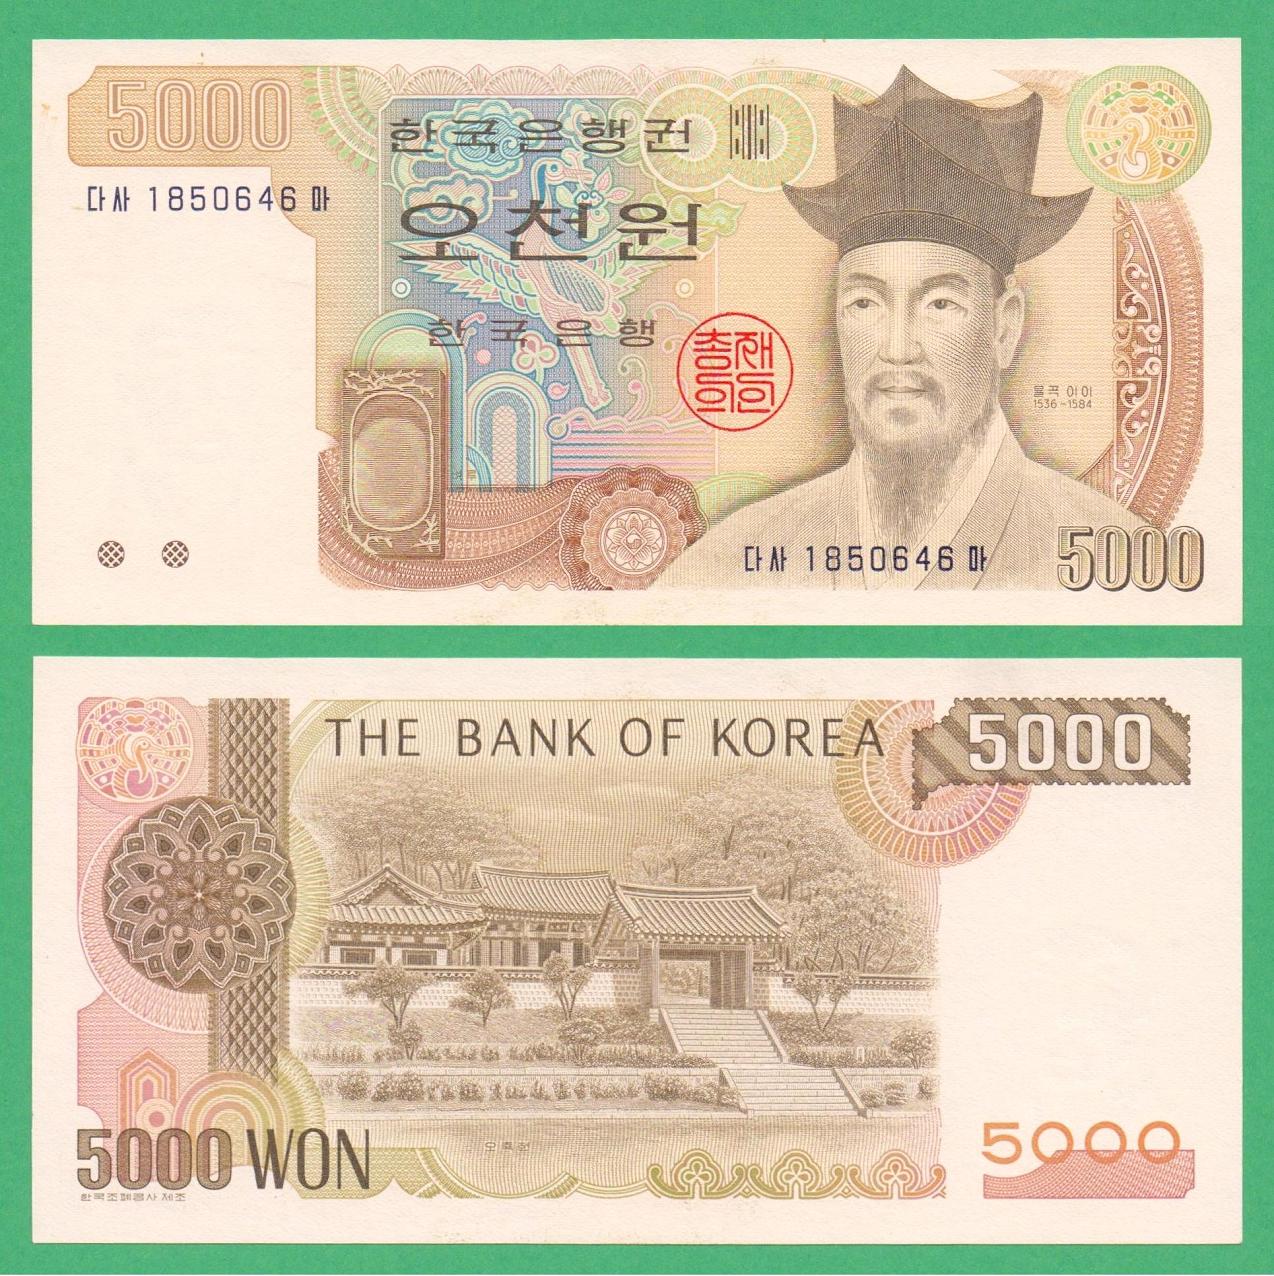 5000
한국은행권
다사 1850646 마
오천원
한국은행
총재의인
율곡 이이
1536~1584
다사 1850646 마
5000
THE BANK OF KOREA
5000
오죽헌
5000 WON
5000
한국조폐공사 제조